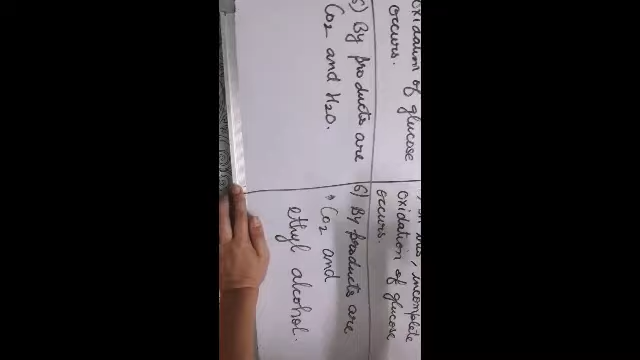 oxidation of glucose
occurs.
5) By products are
Co2 and H2O.
incomplete
oxidation of glucose
occurs.
6) By products are
Co2 and
ethyl alcohol.